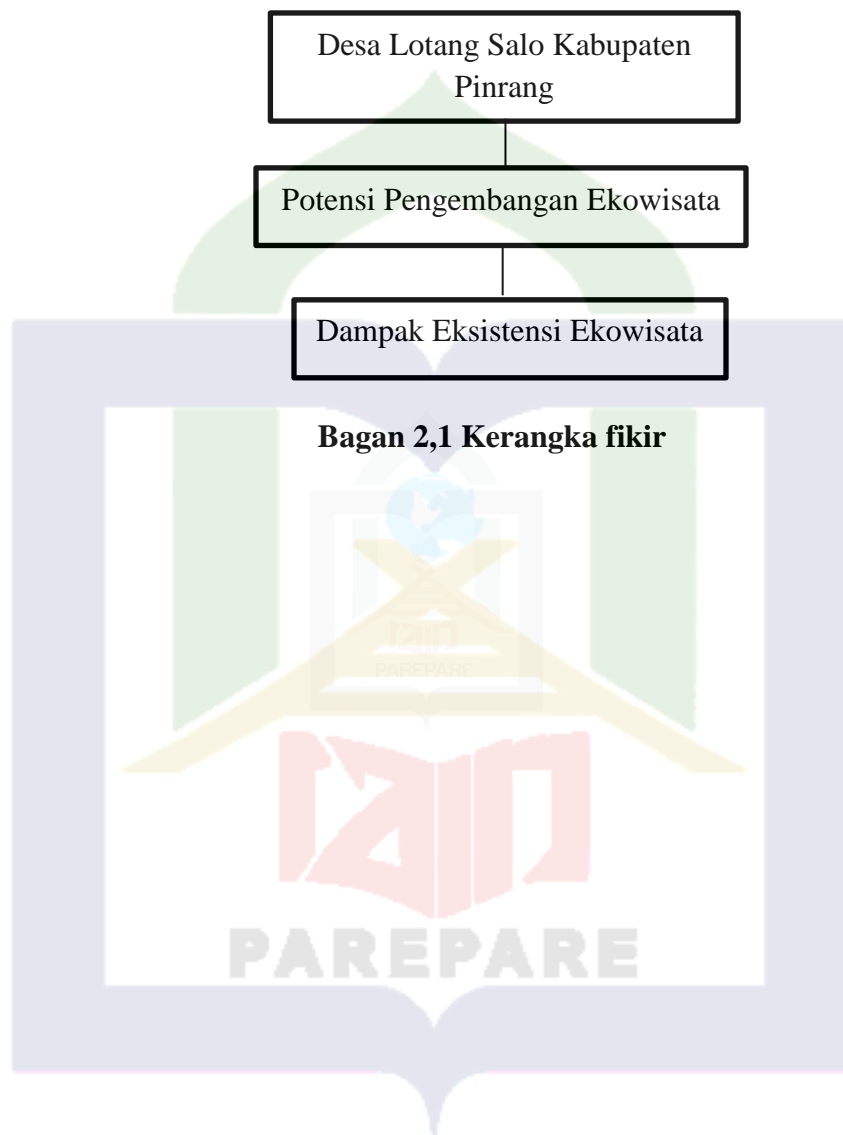 Desa Lotang Salo Kabupaten
Pinrang
Potensi Pengembangan Ekowisata
Dampak Eksistensi Ekowisata
Bagan 2,1 Kerangka fikir
PAREPARE
PAREPARE